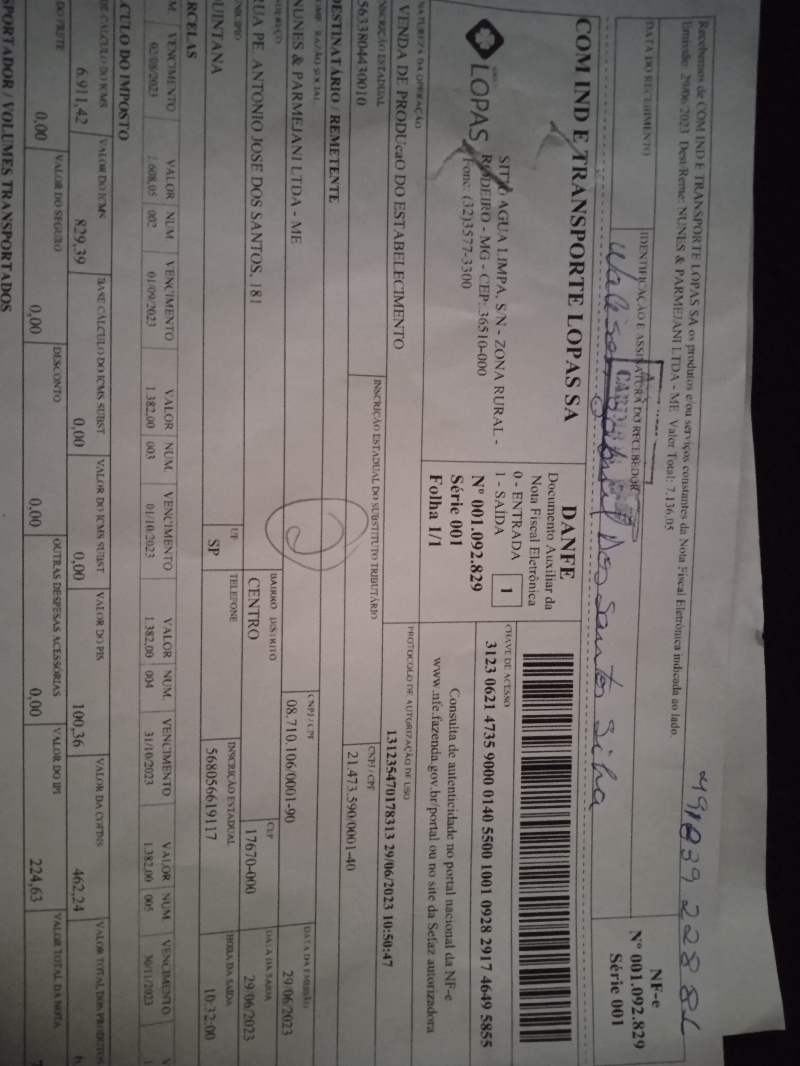 Recebemos de COM IND E TRANSPORTE LOPAS SA os produtos e/ou serviços constantes da Nota Fiscal Eletrônica indicada ao lado.
Emissão: 29/06/2023 Dest/Reme: NUNES & PARMEJANI LTDA - ME Valor Total: 7.136,05
DATA DO RECEBIMENTO
IDENTIFICAÇÃO E ASSINATURA DO RECEBEDOR
dos Santos Silva
NF-e
Nº 001.092.829
Série 001
COM IND E TRANSPORTE LOPAS SA
LOPAS
SITIO AGUA LIMPA, S/N - ZONA RURAL -
RODEIRO - MG - CEP: 36510-000
Fone: (32)3577-3300
DANFE
Documento Auxiliar da
Nota Fiscal Eletrônica
0 - ENTRADA
1 - SAÍDA
1
Nº 001.092.829
Série 001
Folha 1/1
CHAVE DE ACESSO
3123 0621 4735 9000 0140 5500 1001 0928 2917 4649 5855
Consulta de autenticidade no portal nacional da NF-e
www.nfe.fazenda.gov.br/portal ou no site da Sefaz autorizadora
NATUREZA DA OPERAÇÃO
VENDA DE PRODUcaO DO ESTABELECIMENTO
PROTOCOLO DE AUTORIZAÇÃO DE USO
131235470178313 29/06/2023 10:50:47
INSCRIÇÃO ESTADUAL
5633804430010
INSCRIÇÃO ESTADUAL DO SUBSTITUTO TRIBUTÁRIO
CNPJ / CPF
21.473.590/0001-40
DESTINATÁRIO / REMETENTE
NOME / RAZÃO SOCIAL
NUNES & PARMEJANI LTDA - ME
CNPJ / CPF
08.710.106/0001-90
DATA DA EMISSÃO
29/06/2023
ENDEREÇO
RUA PE. ANTONIO JOSE DOS SANTOS, 181
BAIRRO / DISTRITO
CENTRO
CEP
17670-000
DATA DA SAÍDA
29/06/2023
MUNICÍPIO
QUINTANA
UF
SP
TELEFONE
INSCRIÇÃO ESTADUAL
568056619117
HORA DA SAÍDA
10:32:00
RCELAS
M. VENCIMENTO VALOR NUM. VENCIMENTO VALOR NUM. VENCIMENTO VALOR NUM. VENCIMENTO VALOR NUM. VENCIMENTO
02/08/2023 1.608,05 002 01/09/2023 1.382,00 003 01/10/2023 1.382,00 004 31/10/2023 1.382,00 005 30/11/2023
CULO DO IMPOSTO
DE CÁLCULO DO ICMS
6.911,42
VALOR DO ICMS
829,39
BASE CÁLCULO DO ICMS SUBST
0,00
VALOR DO ICMS SUBST
0,00
VALOR DO PIS
100,36
VALOR DA COFINS
462,24
VALOR TOTAL DOS PRODUTOS
DO FRETE
0,00
VALOR DO SEGURO
0,00
DESCONTO
0,00
OUTRAS DESPESAS ACESSÓRIAS
0,00
VALOR DO IPI
224,63
VALOR TOTAL DA NOTA
SPORTADOR / VOLUMES TRANSPORTADOS